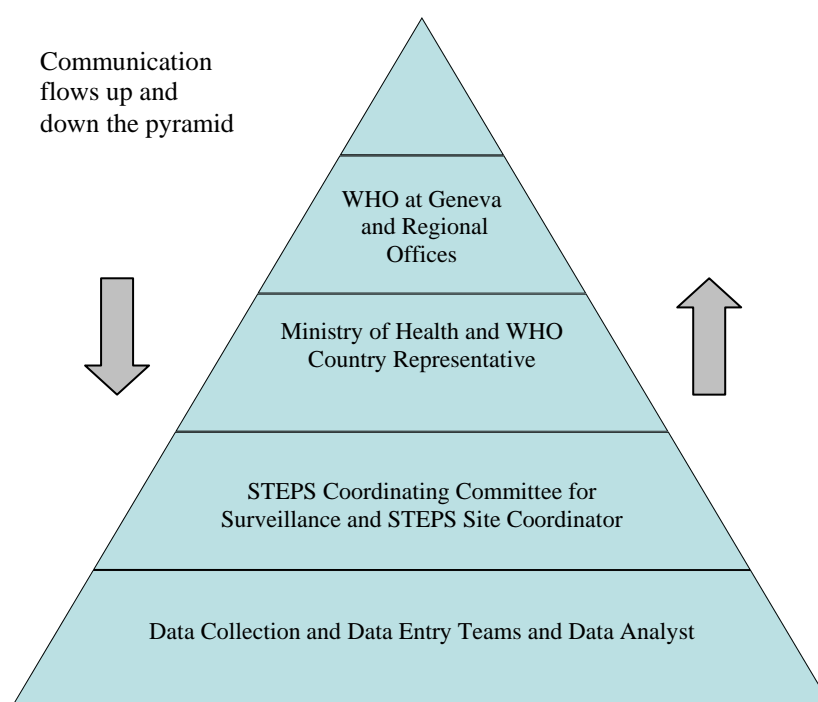 Communication
flows up and
down the pyramid
WHO at Geneva
and Regional
Offices
Ministry of Health and WHO
Country Representative
STEPS Coordinating Committee for
Surveillance and STEPS Site Coordinator
Data Collection and Data Entry Teams and Data Analyst